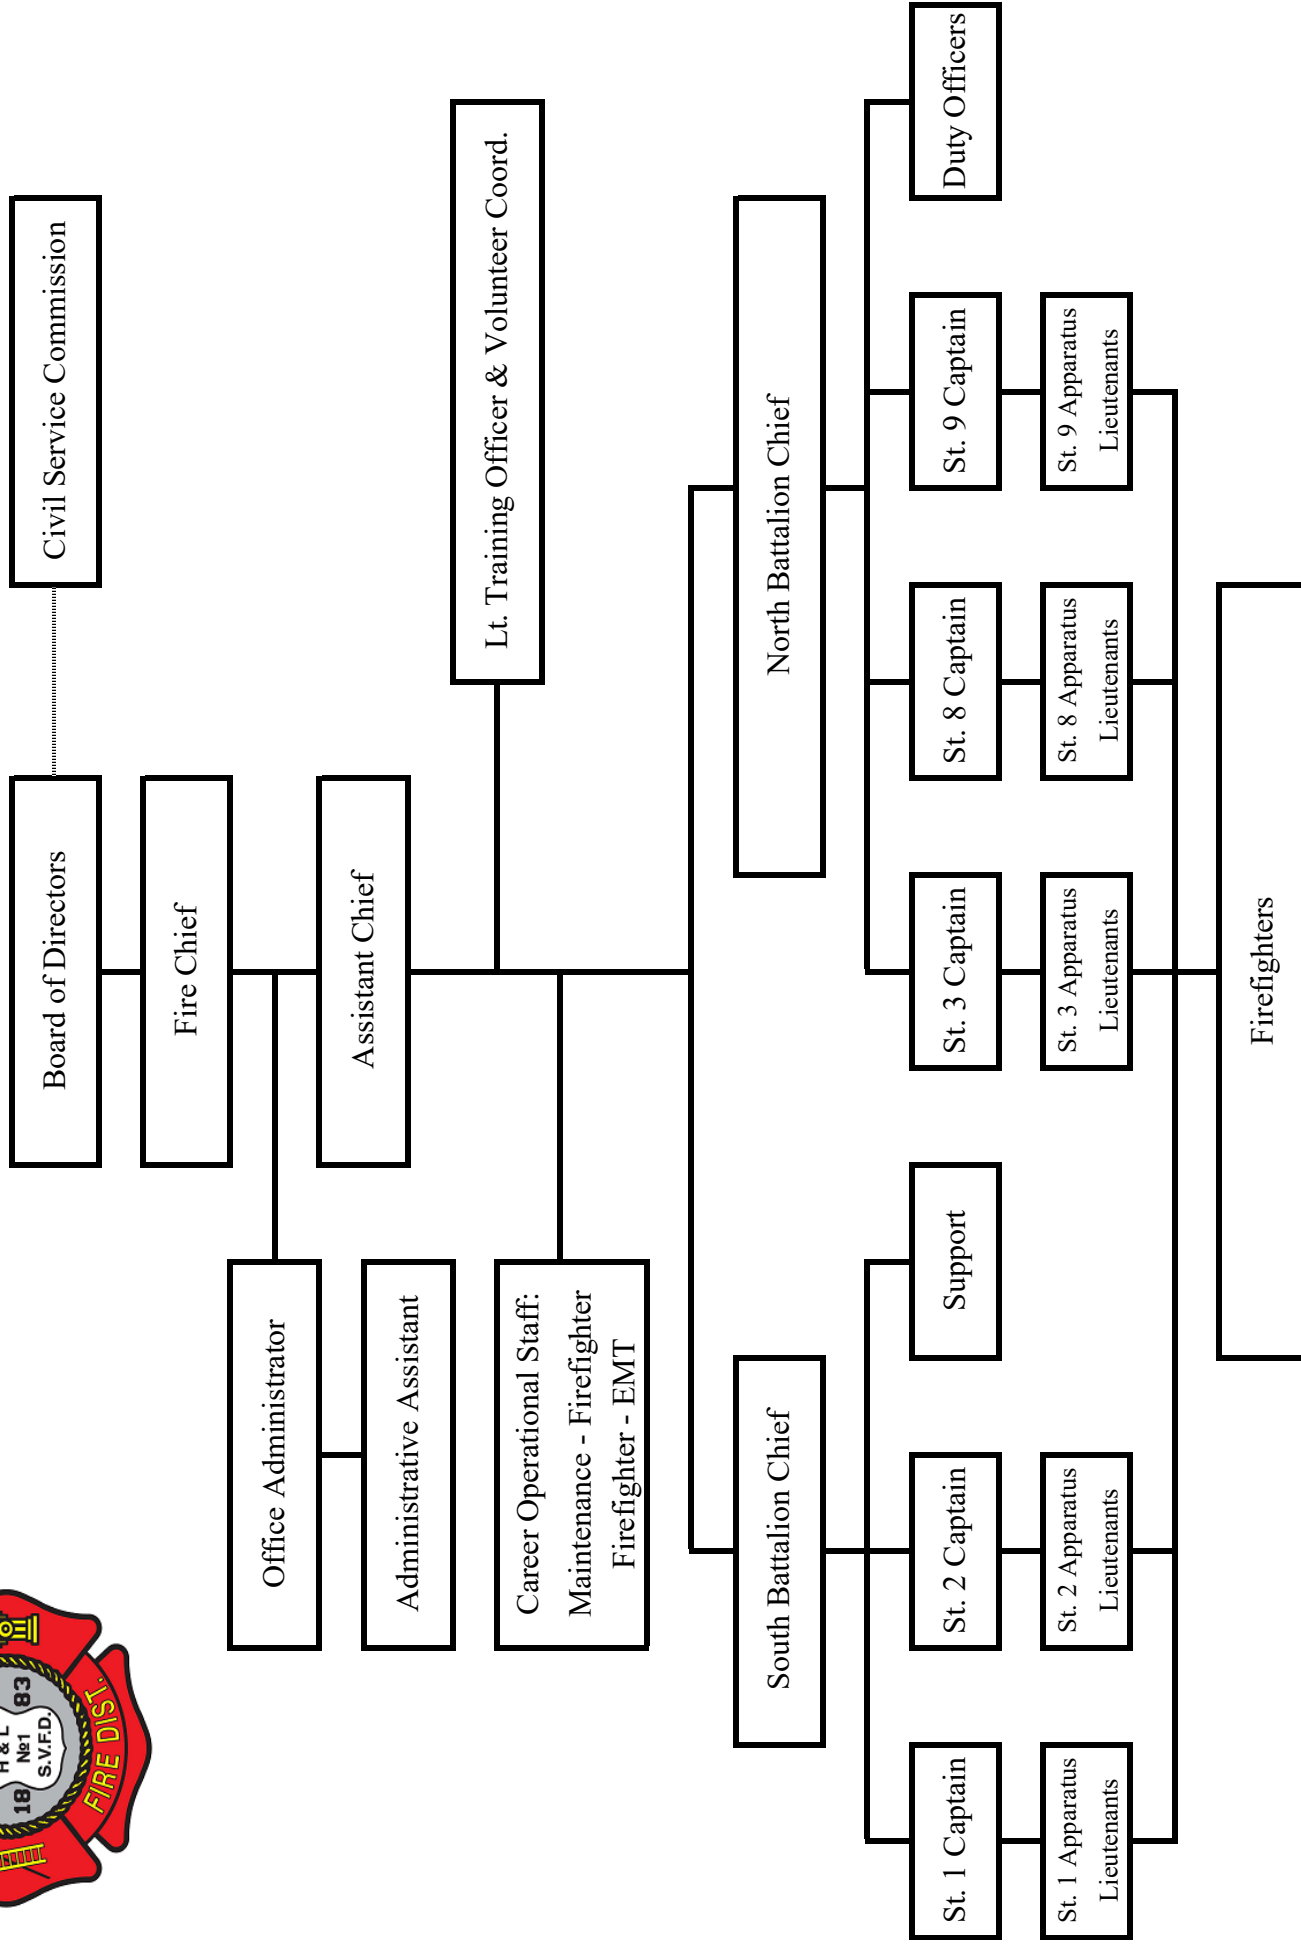 H & L
№1
18 83
S.V.F.D.
FIRE DIST.
Board of Directors
Civil Service Commission
Fire Chief
Office Administrator
Assistant Chief
Administrative Assistant
Lt. Training Officer & Volunteer Coord.
Career Operational Staff:
Maintenance - Firefighter
Firefighter - EMT
South Battalion Chief
North Battalion Chief
St. 1 Captain
St. 2 Captain
Support
St. 3 Captain
St. 8 Captain
St. 9 Captain
Duty Officers
St. 1 Apparatus
Lieutenants
St. 2 Apparatus
Lieutenants
St. 3 Apparatus
Lieutenants
St. 8 Apparatus
Lieutenants
St. 9 Apparatus
Lieutenants
Firefighters